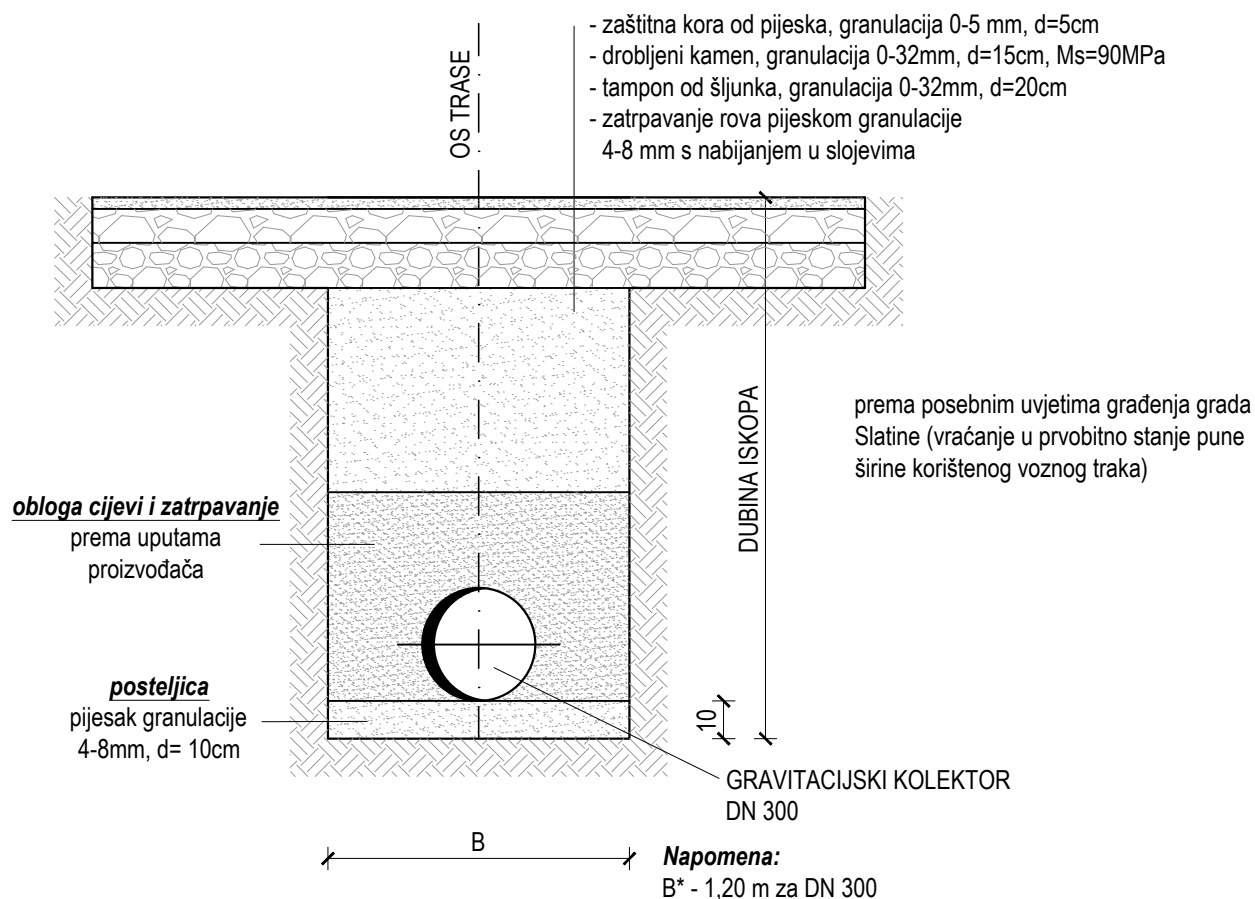 - zaštitna kora od pijeska, granulacija 0-5 mm, d=5cm
- drobljeni kamen, granulacija 0-32mm, d=15cm, Ms=90MPa
- tampon od šljunka, granulacija 0-32mm, d=20cm
- zatrpavanje rova pijeskom granulacije
4-8 mm s nabijanjem u slojevima
OS TRASE
DUBINA ISKOPA
prema posebnim uvjetima građenja grada
Slatine (vraćanje u prvobitno stanje pune
širine korištenog voznog traka)
obloga cijevi i zatrpavanje
prema uputama
proizvođača
posteljica
pijesak granulacije
4-8mm, d= 10cm
10
GRAVITACIJSKI KOLEKTOR
DN 300
B
Napomena:
B* - 1,20 m za DN 300